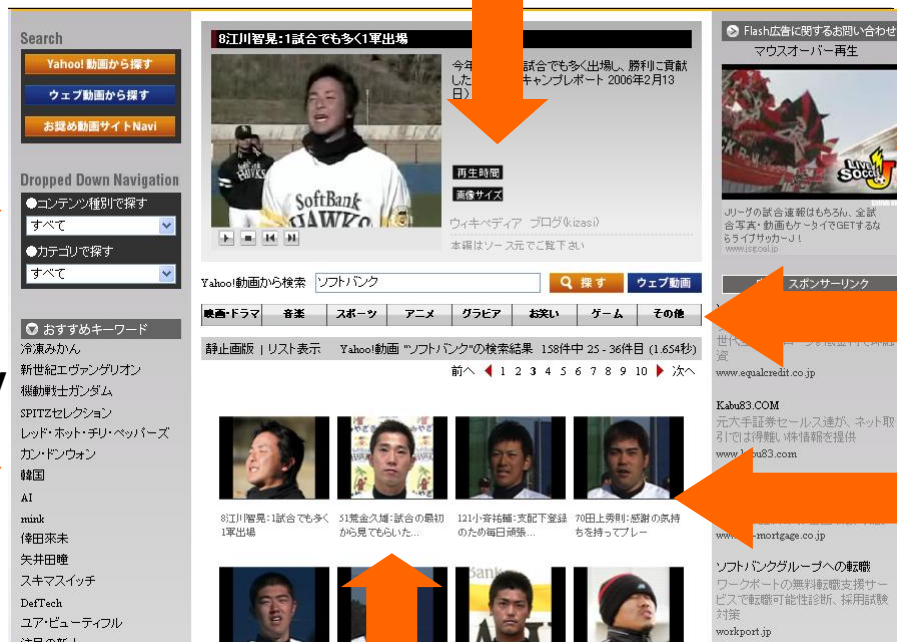 Search
Yahoo!動画から探す
ウェブ動画から探す
お奨め動画サイトNavi
Dropped Down Navigation
●コンテンツ種別で探す
すべて
●カテゴリで探す
すべて
おすすめキーワード
冷凍みかん
新世紀エヴァンゲリオン
機動戦士ガンダム
SPITZセレクション
レッド・ホット・チリ・ペッパーズ
カン・ドンウォン
韓国
AI
mink
倖田來未
矢井田瞳
スキマスイッチ
DefTech
ユア・ビューティフル
8江川智晃:1試合でも多く1軍出場
今年
試合でも多く出場し、勝利に貢献
した
キャンプレポート 2006年2月13
日)
SoftBank
HAWKS
再生時間
画像サイズ
ウィキペディア ブログ(kizasi)
本編はソース元でご覧下さい
Yahoo!動画から検索 ソフトバンク 探す ウェブ動画
映画・ドラマ 音楽 スポーツ アニメ グラビア お笑い ゲーム その他
静止画版 | リスト表示 Yahoo!動画 "ソフトバンク"の検索結果 158件中 25 - 36件目 (1.654秒)
前へ 1 2 3 4 5 6 7 8 9 10 次へ
8江川智晃:1試合でも多く
1軍出場
51荒金久雄:試合の最初
から見てもらいた...
121小斉祐輔:支配下登録
のため毎日頑張...
70田上秀則:感謝の気持
ちを持ってプレー
Flash広告に関するお問い合わせ
マウスオーバー再生
LIVE Soccer J
Jリーグの試合速報はもちろん、全試
合写真・動画もケータイでGETするな
らライブサッカーJ!
www.jsgoal.jp
スポンサーリンク
資
www.equalcredit.co.jp
Kabu83.COM
元大手証券セールス達が、ネット取
引では得難い株情報を提供
-mortgage.co.jp
ソフトバンクグループへの転職
ワークポートの無料転職支援サー
ビスで転職可能性診断、採用試験
対策
workport.jp